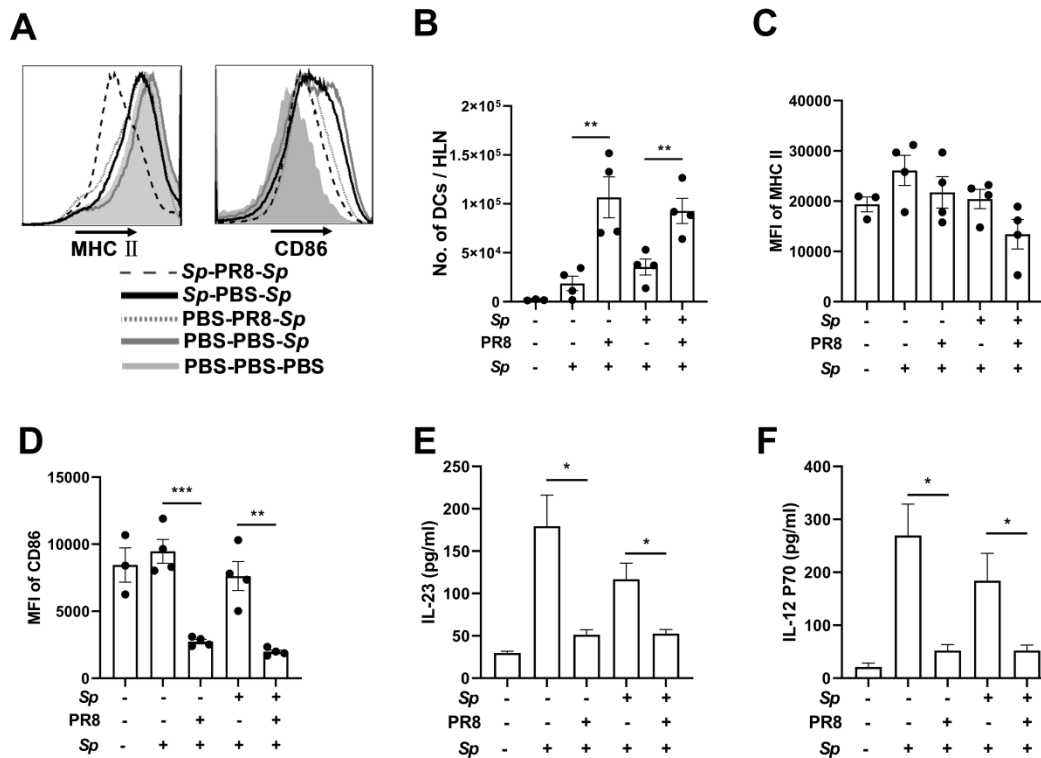 A
MHC Ⅱ
CD86
Sp-PR8-Sp
Sp-PBS-Sp
PBS-PR8-Sp
PBS-PBS-Sp
PBS-PBS-PBS
B
No. of DCs / HLN
2×10⁵
1.5×10⁵
1×10⁵
5×10⁴
0
** **
Sp - - - + +
PR8 - - + - +
Sp - + + + +
C
MFI of MHC II
40000
30000
20000
10000
0
Sp - - - + +
PR8 - - + - +
Sp - + + + +
D
MFI of CD86
15000
10000
5000
0
*** **
Sp - - - + +
PR8 - - + - +
Sp - + + + +
E
IL-23 (pg/ml)
250
200
150
100
50
0
* *
Sp - - - + +
PR8 - - + - +
Sp - + + + +
F
IL-12 P70 (pg/ml)
400
300
200
100
0
* *
Sp - - - + +
PR8 - - + - +
Sp - + + + +